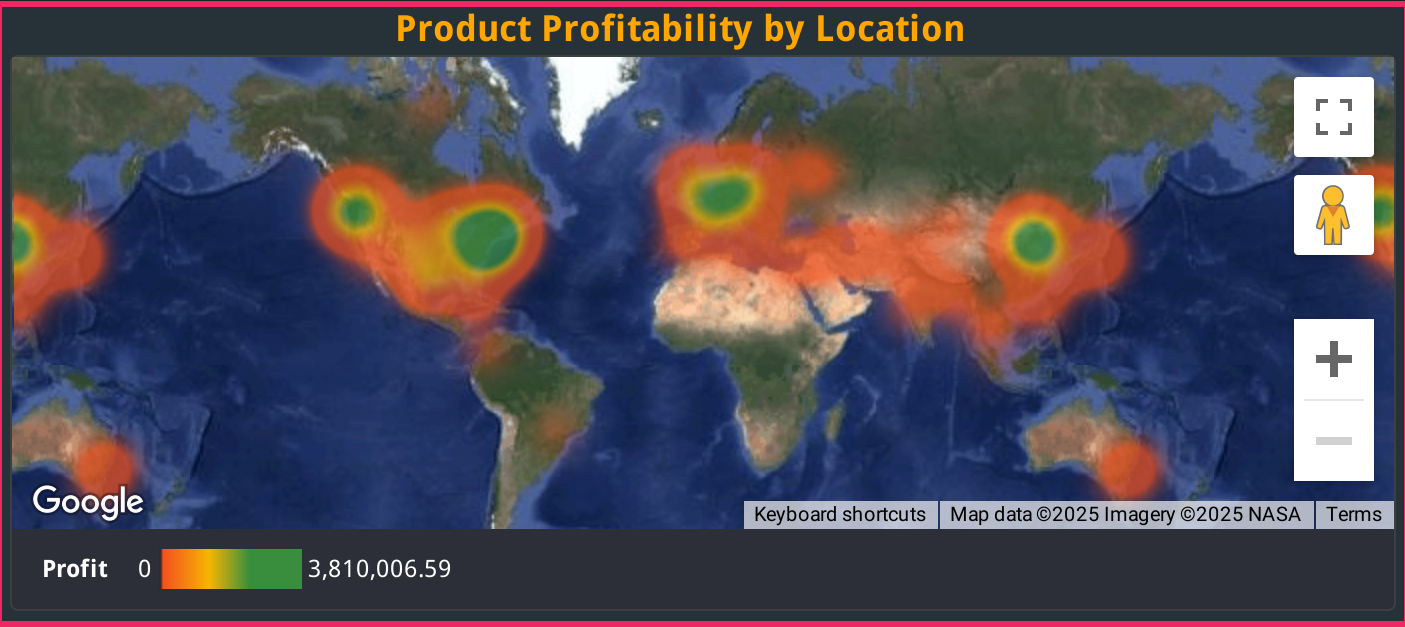 Product Profitability by Location
Google
Keyboard shortcuts
Map data ©2025 Imagery ©2025 NASA
Terms
Profit 0 3,810,006.59